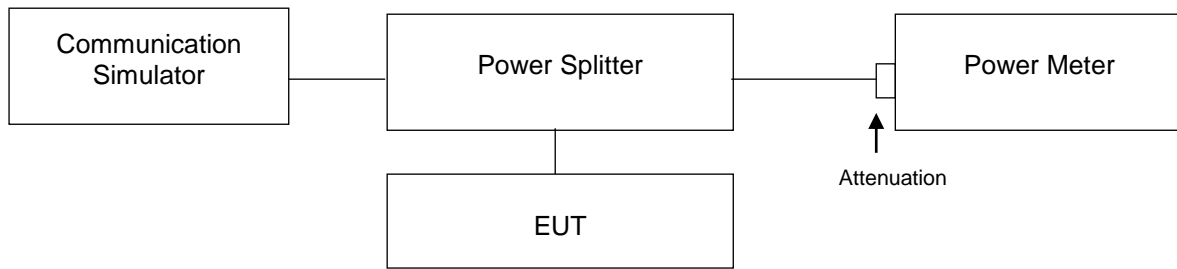 Communication
Simulator
Power Splitter
Power Meter
Attenuation
EUT